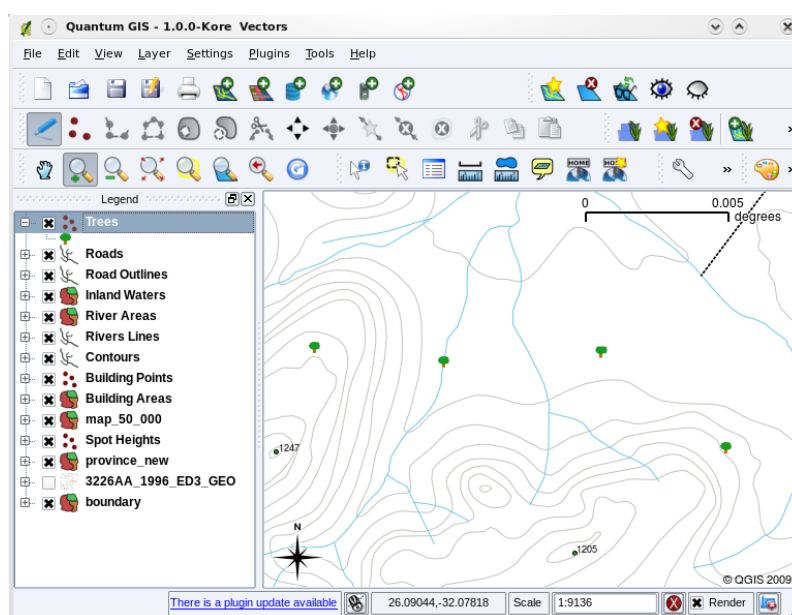 Quantum GIS - 1.0.0-Kore Vectors
File Edit View Layer Settings Plugins Tools Help
Legend
Trees
Roads
Road Outlines
Inland Waters
River Areas
Rivers Lines
Contours
Building Points
Building Areas
map_50_000
Spot Heights
province_new
3226AA_1996_ED3_GEO
boundary
0 0.005
degrees
1247
1205
N
© QGIS 2009
There is a plugin update available 26.09044,-32.07818 Scale 1:9136 Render